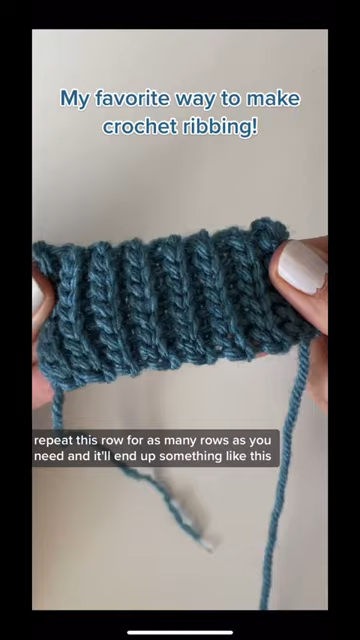 My favorite way to make
crochet ribbing!
repeat this row for as many rows as you
need and it'll end up something like this